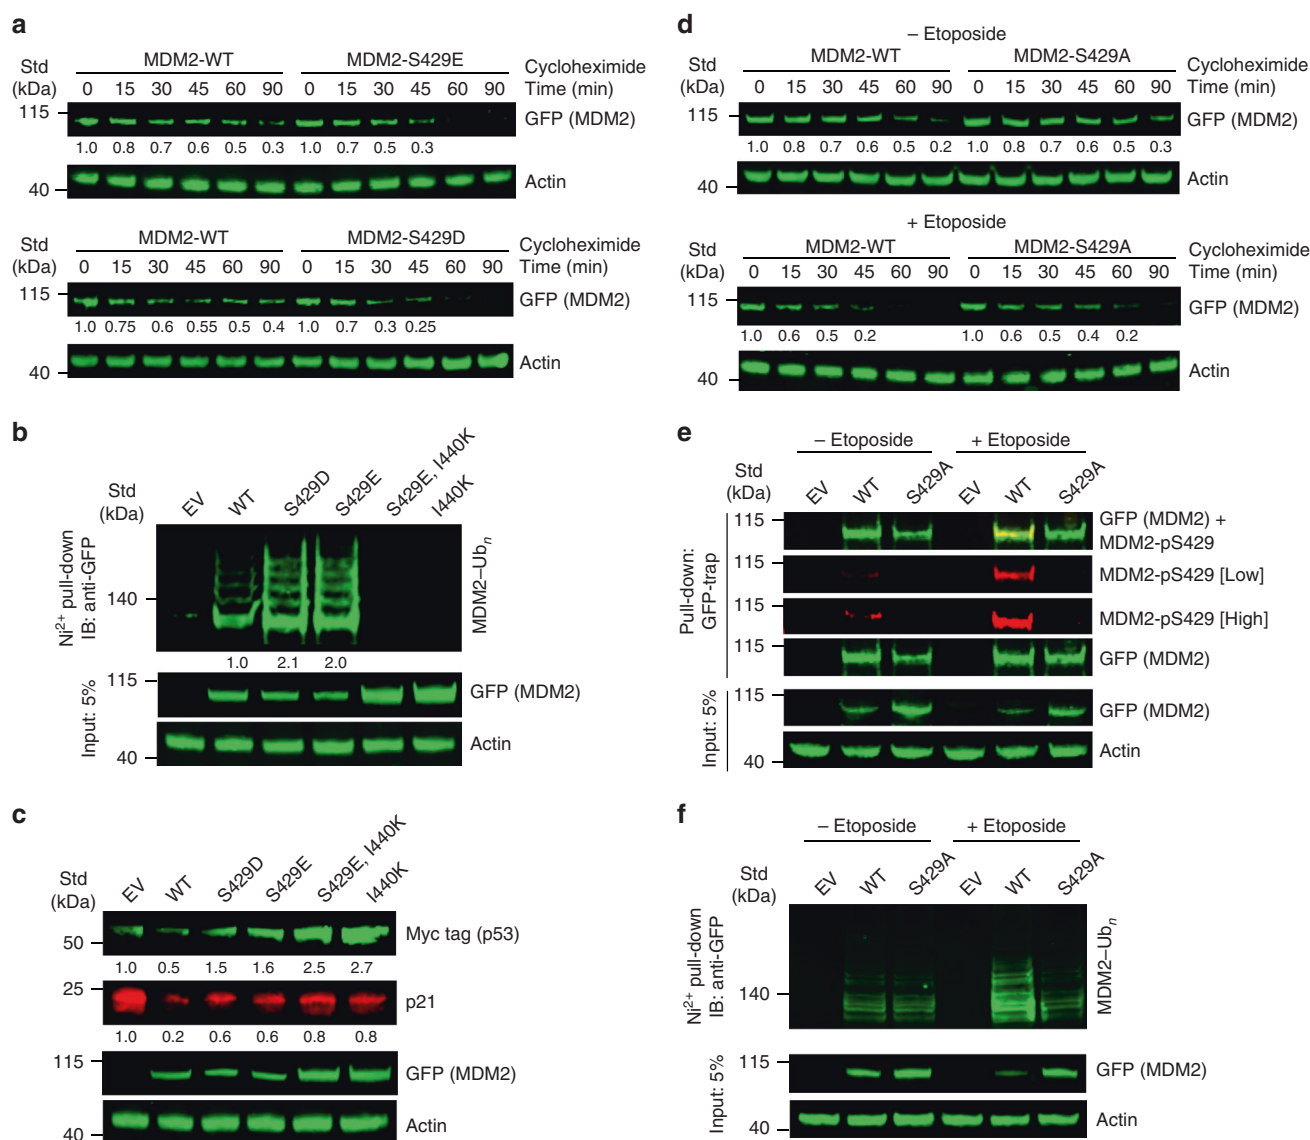 a
Std
(kDa)
MDM2-WT
MDM2-S429E
Cycloheximide
Time (min)
0 15 30 45 60 90 0 15 30 45 60 90
115
GFP (MDM2)
1.0 0.8 0.7 0.6 0.5 0.3 1.0 0.7 0.5 0.3
40
Actin
Std
(kDa)
MDM2-WT
MDM2-S429D
Cycloheximide
Time (min)
0 15 30 45 60 90 0 15 30 45 60 90
115
GFP (MDM2)
1.0 0.75 0.6 0.55 0.5 0.4 1.0 0.7 0.3 0.25
40
Actin
b
Std
(kDa)
EV WT S429D S429E S429E, I440K I440K
Ni2+ pull-down
IB: anti-GFP
140
MDM2–Ubn
1.0 2.1 2.0
Input: 5%
115
GFP (MDM2)
40
Actin
c
Std
(kDa)
EV WT S429D S429E S429E, I440K I440K
50
Myc tag (p53)
1.0 0.5 1.5 1.6 2.5 2.7
25
p21
1.0 0.2 0.6 0.6 0.8 0.8
115
GFP (MDM2)
40
Actin
d
– Etoposide
Std
(kDa)
MDM2-WT
MDM2-S429A
Cycloheximide
Time (min)
0 15 30 45 60 90 0 15 30 45 60 90
115
GFP (MDM2)
1.0 0.8 0.7 0.6 0.5 0.2 1.0 0.8 0.7 0.6 0.5 0.3
40
Actin
+ Etoposide
Std
(kDa)
MDM2-WT
MDM2-S429A
Cycloheximide
Time (min)
0 15 30 45 60 90 0 15 30 45 60 90
115
GFP (MDM2)
1.0 0.6 0.5 0.2 1.0 0.6 0.5 0.4 0.2
40
Actin
e
– Etoposide
+ Etoposide
Std
(kDa)
EV WT S429A EV WT S429A
Pull-down:
GFP-trap
115
GFP (MDM2) +
MDM2-pS429
115
MDM2-pS429 [Low]
115
MDM2-pS429 [High]
115
GFP (MDM2)
Input: 5%
115
GFP (MDM2)
40
Actin
f
– Etoposide
+ Etoposide
Std
(kDa)
EV WT S429A EV WT S429A
Ni2+ pull-down
IB: anti-GFP
140
MDM2–Ubn
Input: 5%
115
GFP (MDM2)
40
Actin